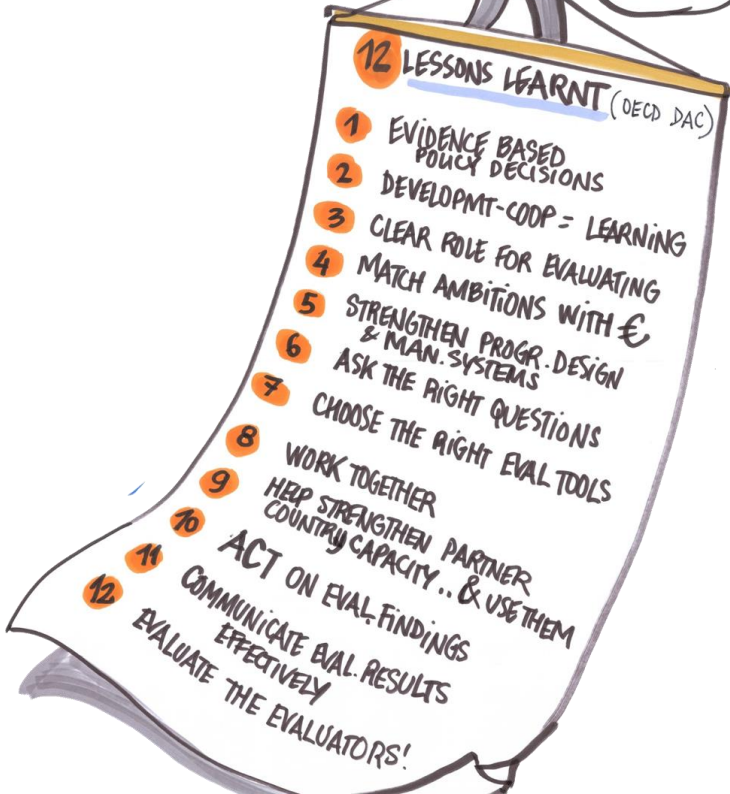 12 LESSONS LEARNT (OECD DAC)
1 EVIDENCE BASED
POLICY DECISIONS
2 DEVELOPMT-COOP = LEARNING
3 CLEAR ROLE FOR EVALUATING
4 MATCH AMBITIONS WITH €
5 STRENGTHEN PROGR. DESIGN
& MAN. SYSTEMS
6 ASK THE RIGHT QUESTIONS
7 CHOOSE THE RIGHT EVAL TOOLS
8 WORK TOGETHER
9 HELP STRENGTHEN PARTNER
COUNTRY CAPACITY .. & USE THEM
10 ACT ON EVAL. FINDINGS
11 COMMUNICATE EVAL. RESULTS
EFFECTIVELY
12 EVALUATE THE EVALUATORS!